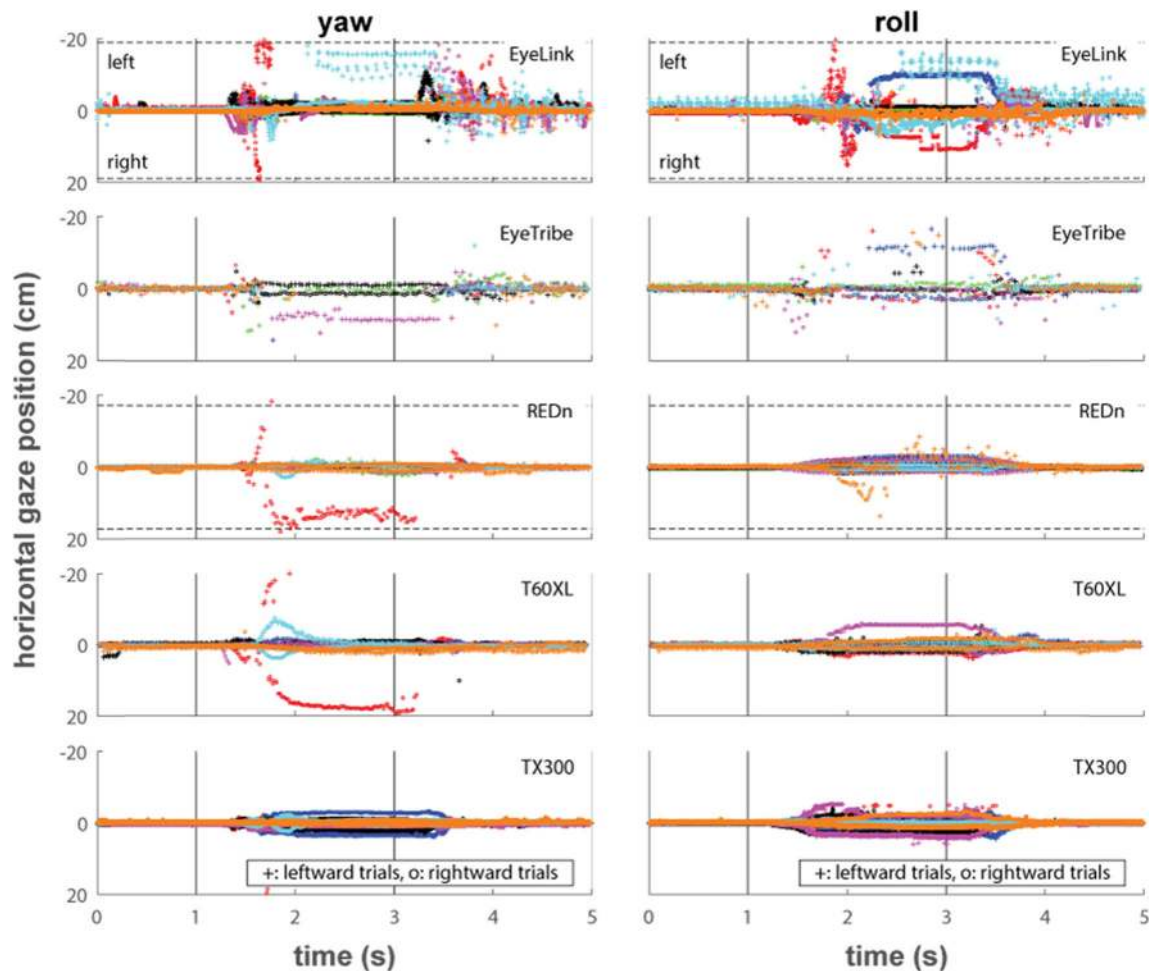 yaw
roll
horizontal gaze position (cm)
-20
0
20
left
right
EyeLink
left
right
EyeLink
-20
0
20
EyeTribe
EyeTribe
-20
0
20
REDn
REDn
-20
0
20
T60XL
T60XL
-20
0
20
TX300
+: leftward trials, o: rightward trials
TX300
+: leftward trials, o: rightward trials
0 1 2 3 4 5
0 1 2 3 4 5
time (s)
time (s)